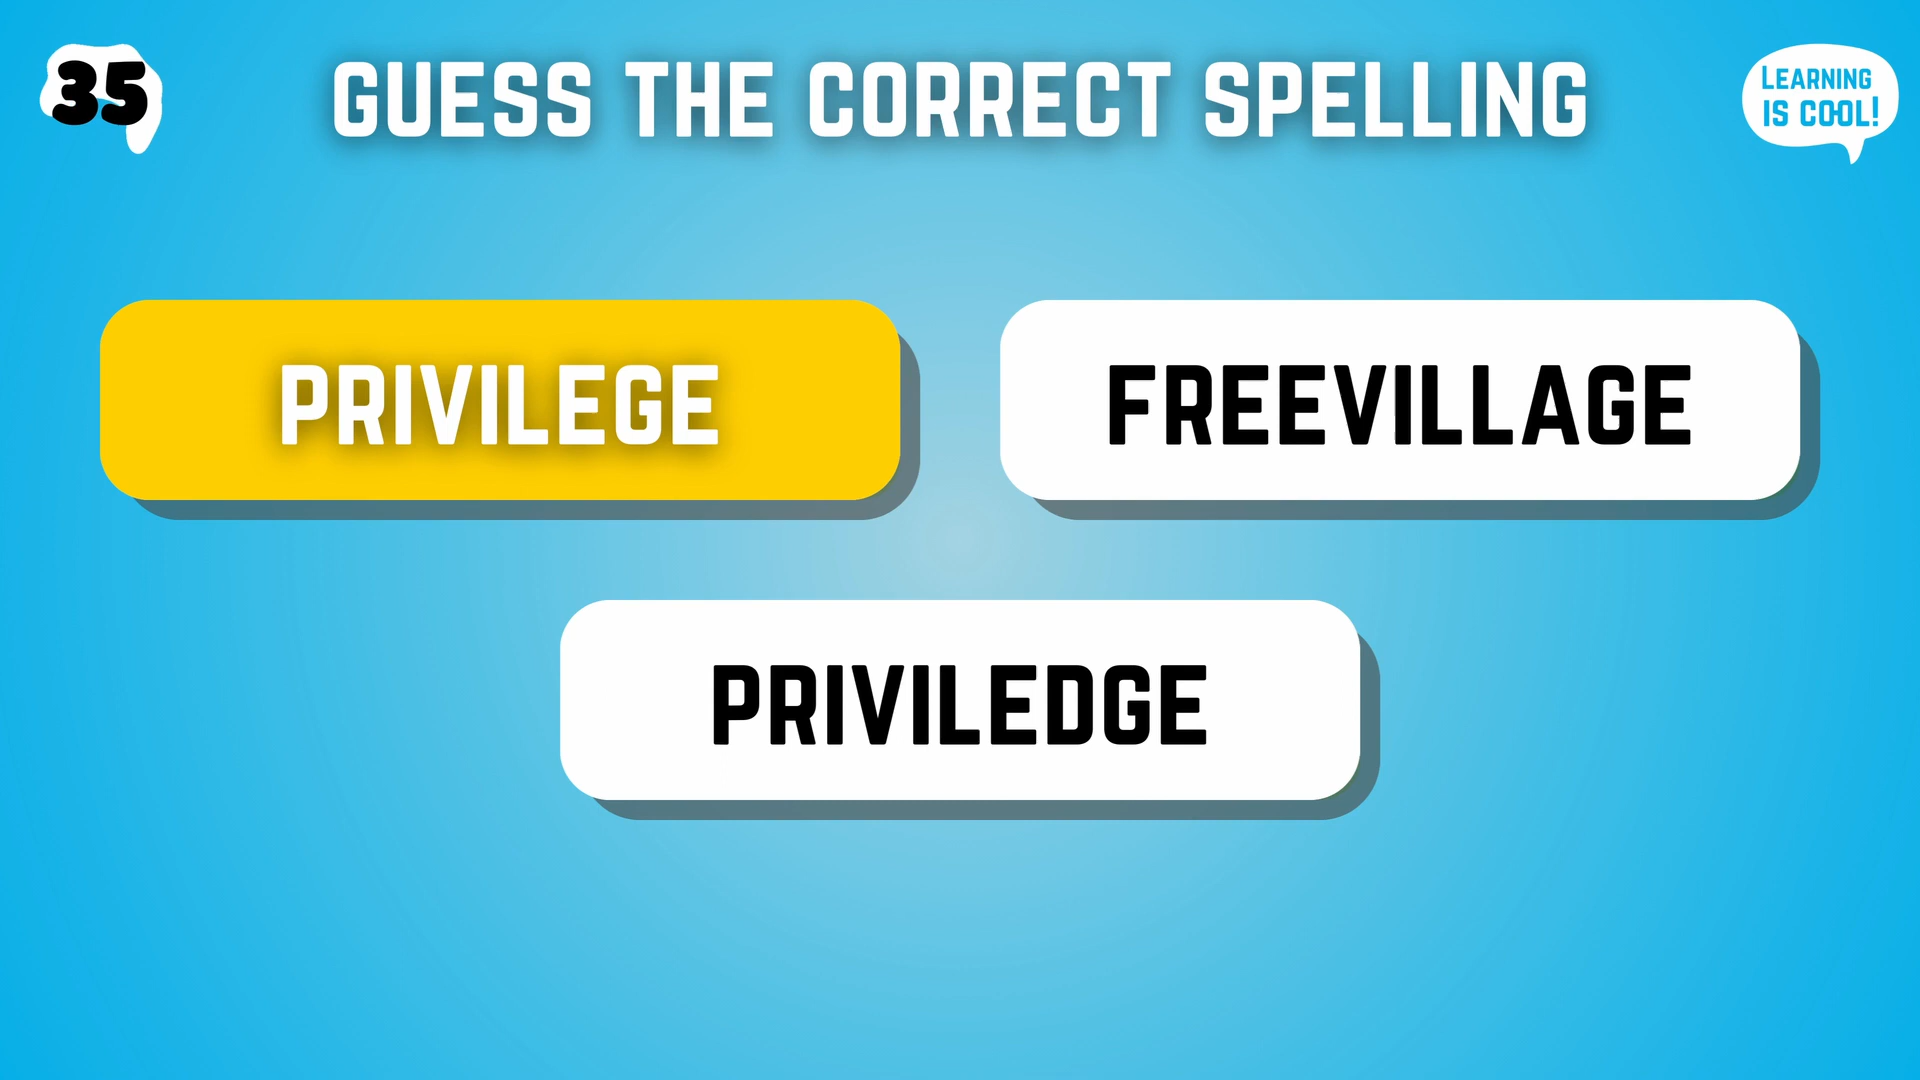 35
GUESS THE CORRECT SPELLING
LEARNING
IS COOL!
PRIVILEGE
FREEVILLAGE
PRIVILEDGE